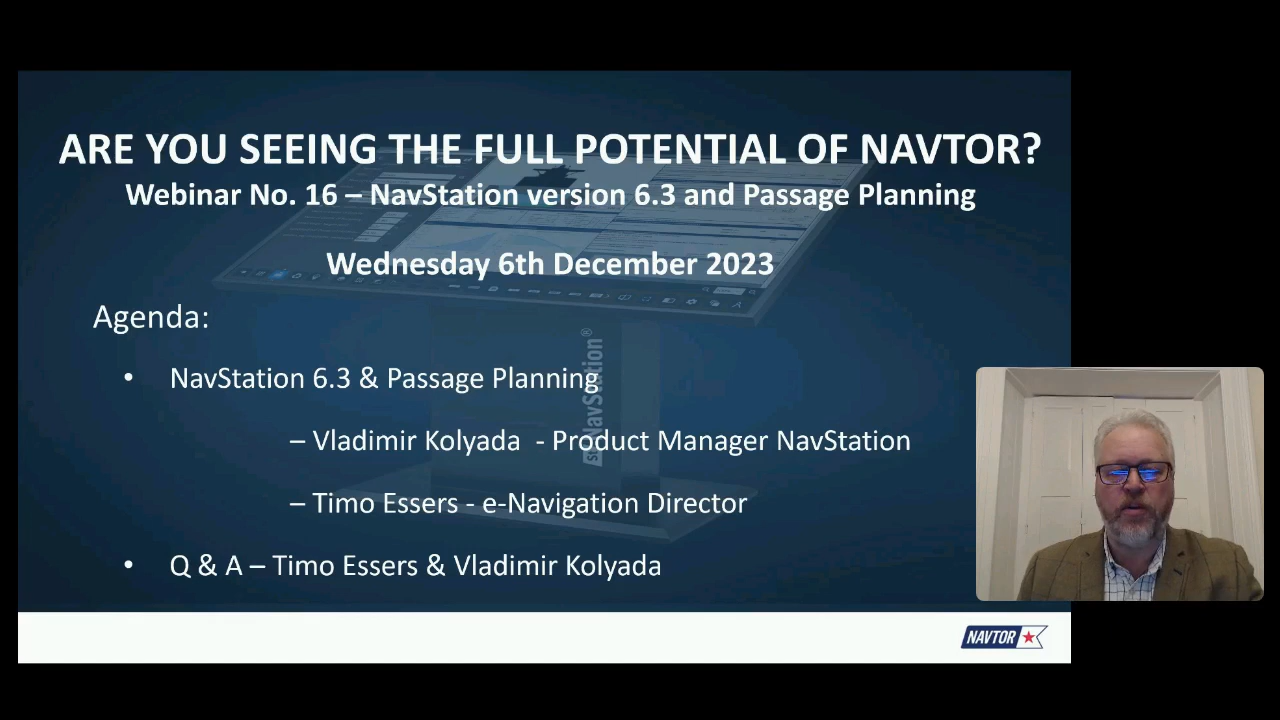 ARE YOU SEEING THE FULL POTENTIAL OF NAVTOR?
Webinar No. 16 – NavStation version 6.3 and Passage Planning
Wednesday 6th December 2023
Agenda:
• NavStation 6.3 & Passage Planning
– Vladimir Kolyada - Product Manager NavStation
– Timo Essers - e-Navigation Director
• Q & A – Timo Essers & Vladimir Kolyada
NavStation®
NAVTOR